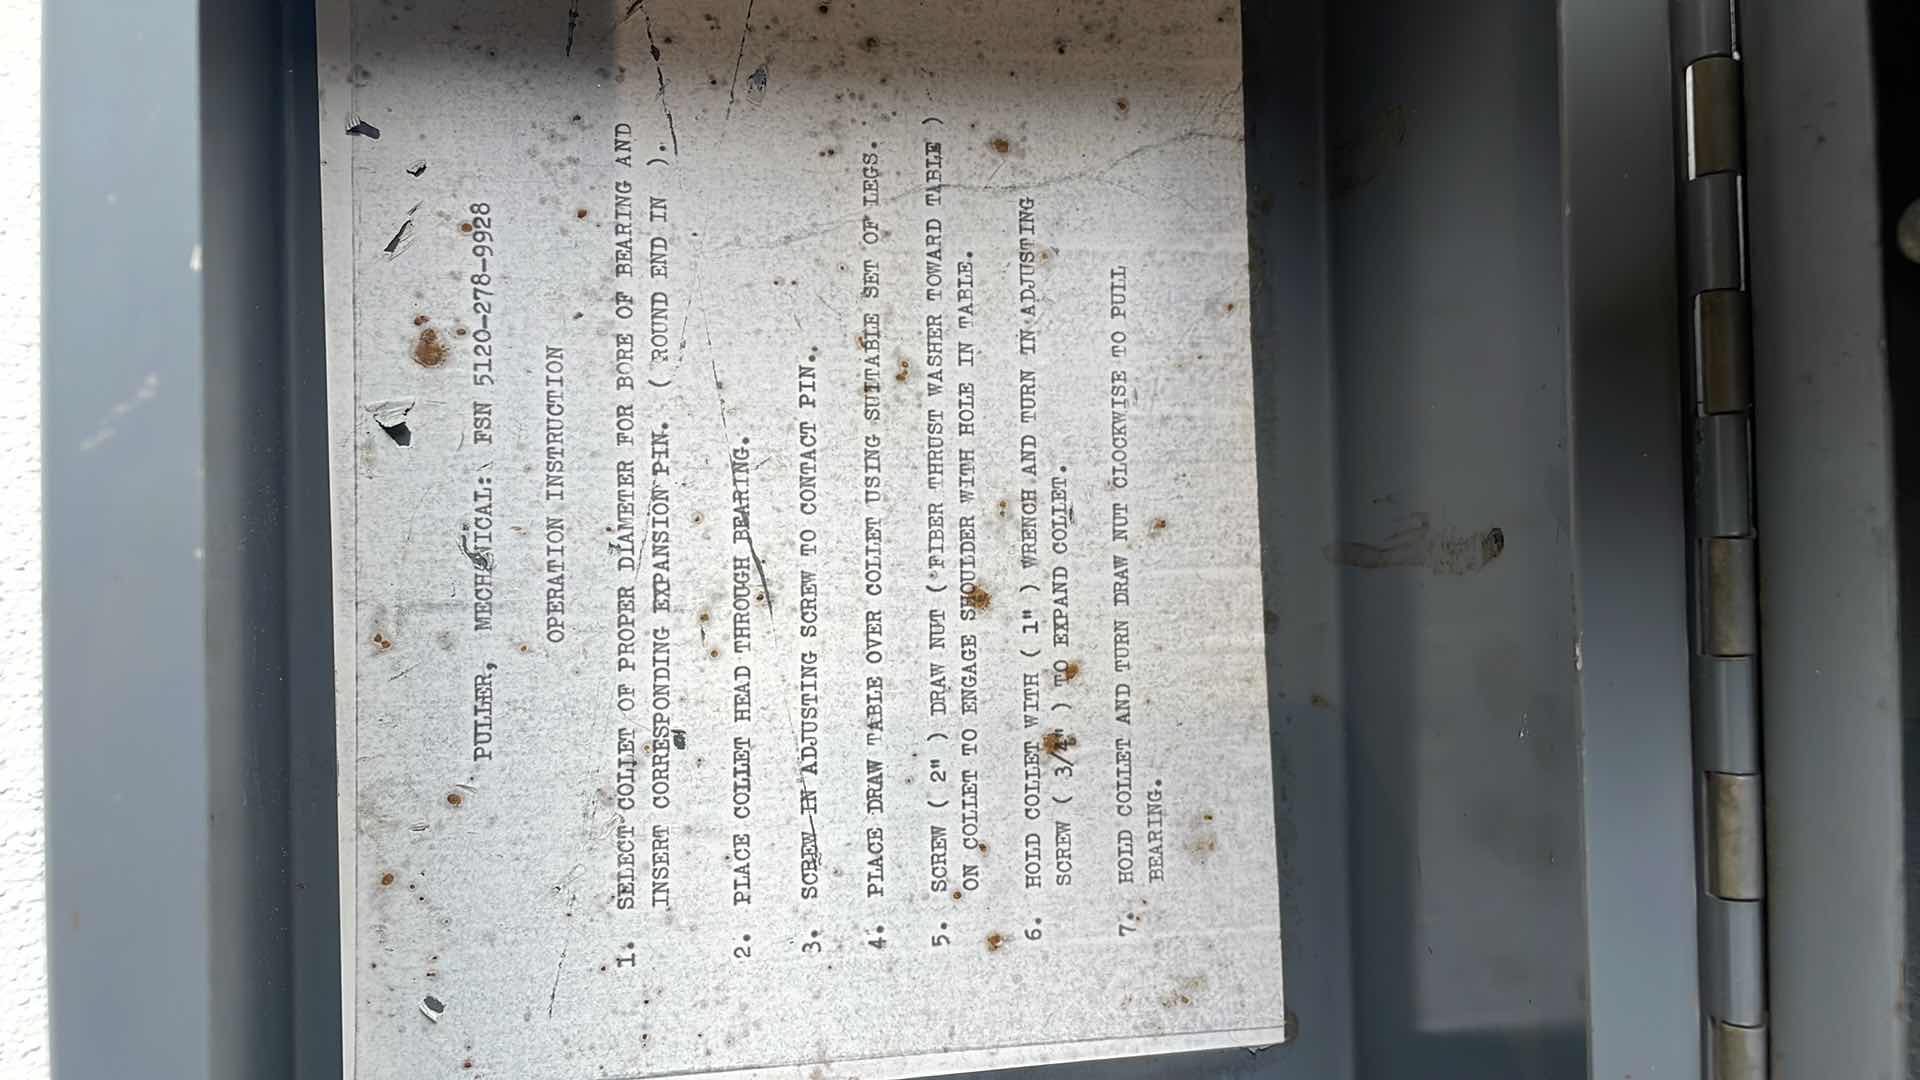 PULLER, MECHANICAL: FSN 5120-278-9928
OPERATION INSTRUCTION
1. SELECT COLLET OF PROPER DIAMETER FOR BORE OF BEARING AND
INSERT CORRESPONDING EXPANSION PIN. ( ROUND END IN ).
2. PLACE COLLET HEAD THROUGH BEARING.
3. SCREW IN ADJUSTING SCREW TO CONTACT PIN.
4. PLACE DRAW TABLE OVER COLLET USING SUITABLE SET OF LEGS.
5. SCREW ( 2" ) DRAW NUT ( FIBER THRUST WASHER TOWARD TABLE )
ON COLLET TO ENGAGE SHOULDER WITH HOLE IN TABLE.
6. HOLD COLLET WITH ( 1" ) WRENCH AND TURN IN ADJUSTING
SCREW ( 3/4" ) TO EXPAND COLLET.
7. HOLD COLLET AND TURN DRAW NUT CLOCKWISE TO PULL
BEARING.